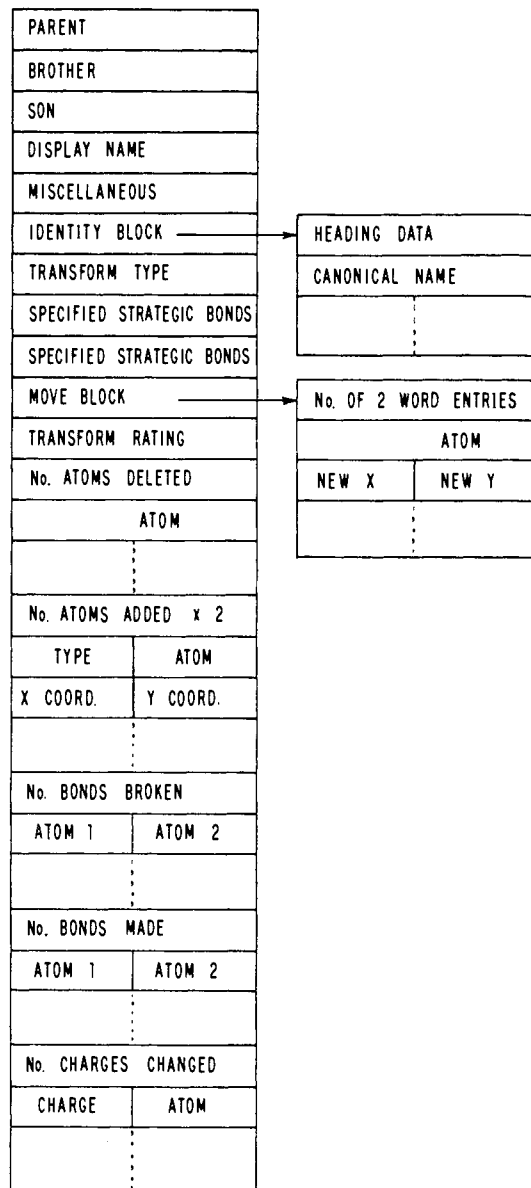 PARENT
BROTHER
SON
DISPLAY NAME
MISCELLANEOUS
IDENTITY BLOCK
TRANSFORM TYPE
SPECIFIED STRATEGIC BONDS
SPECIFIED STRATEGIC BONDS
MOVE BLOCK
TRANSFORM RATING
No. ATOMS DELETED
ATOM
No. ATOMS ADDED x 2
TYPE ATOM
X COORD. Y COORD.
No. BONDS BROKEN
ATOM 1 ATOM 2
No. BONDS MADE
ATOM 1 ATOM 2
No. CHARGES CHANGED
CHARGE ATOM
HEADING DATA
CANONICAL NAME
No. OF 2 WORD ENTRIES
ATOM
NEW X NEW Y